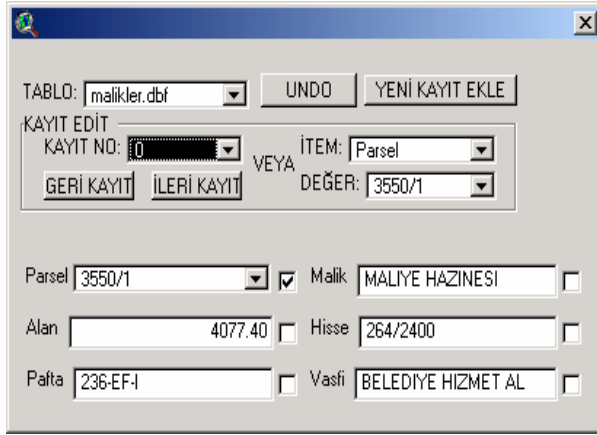 TABLO: malikler.dbf UNDO YENİ KAYIT EKLE
KAYIT EDİT
KAYIT NO: 0 VEYA İTEM: Parsel
GERİ KAYIT İLERİ KAYIT DEĞER: 3550/1
Parsel 3550/1 Malik MALIYE HAZINESI
Alan 4077.40 Hisse 264/2400
Pafta 236-EF-I Vasfi BELEDIYE HIZMET AL